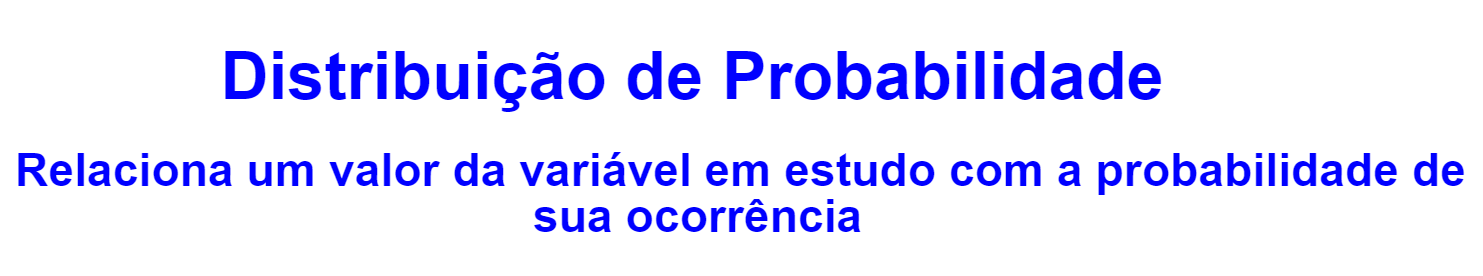 Distribuição de Probabilidade
Relaciona um valor da variável em estudo com a probabilidade de
sua ocorrência